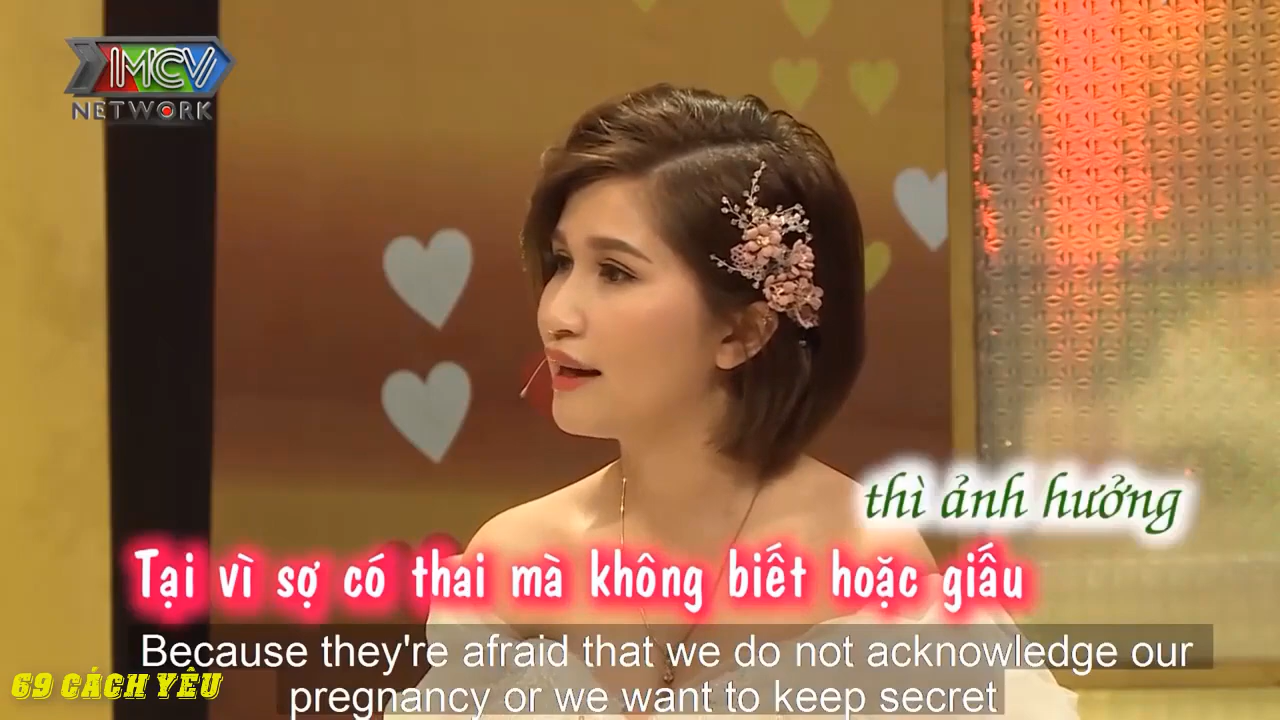 MCV
NETWORK
thì ảnh hưởng
Tại vì sợ có thai mà không biết hoặc giấu
Because they're afraid that we do not acknowledge our
pregnancy or we want to keep secret
69 CÁCH YÊU